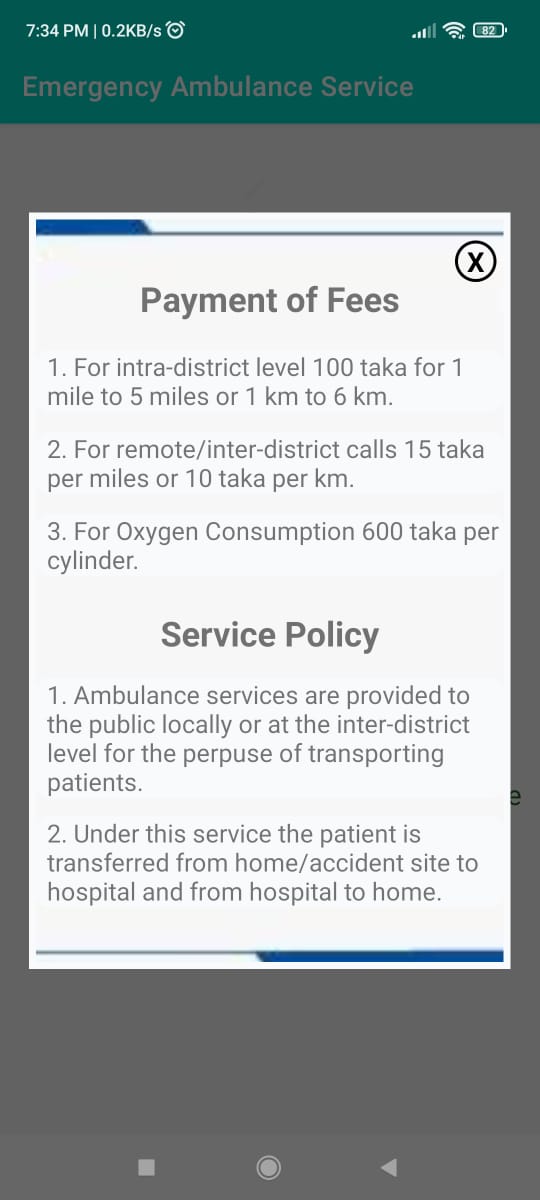 7:34 PM | 0.2KB/s
82
Emergency Ambulance Service
X
Payment of Fees
1. For intra-district level 100 taka for 1
mile to 5 miles or 1 km to 6 km.
2. For remote/inter-district calls 15 taka
per miles or 10 taka per km.
3. For Oxygen Consumption 600 taka per
cylinder.
Service Policy
1. Ambulance services are provided to
the public locally or at the inter-district
level for the perpuse of transporting
patients.
e
2. Under this service the patient is
transferred from home/accident site to
hospital and from hospital to home.